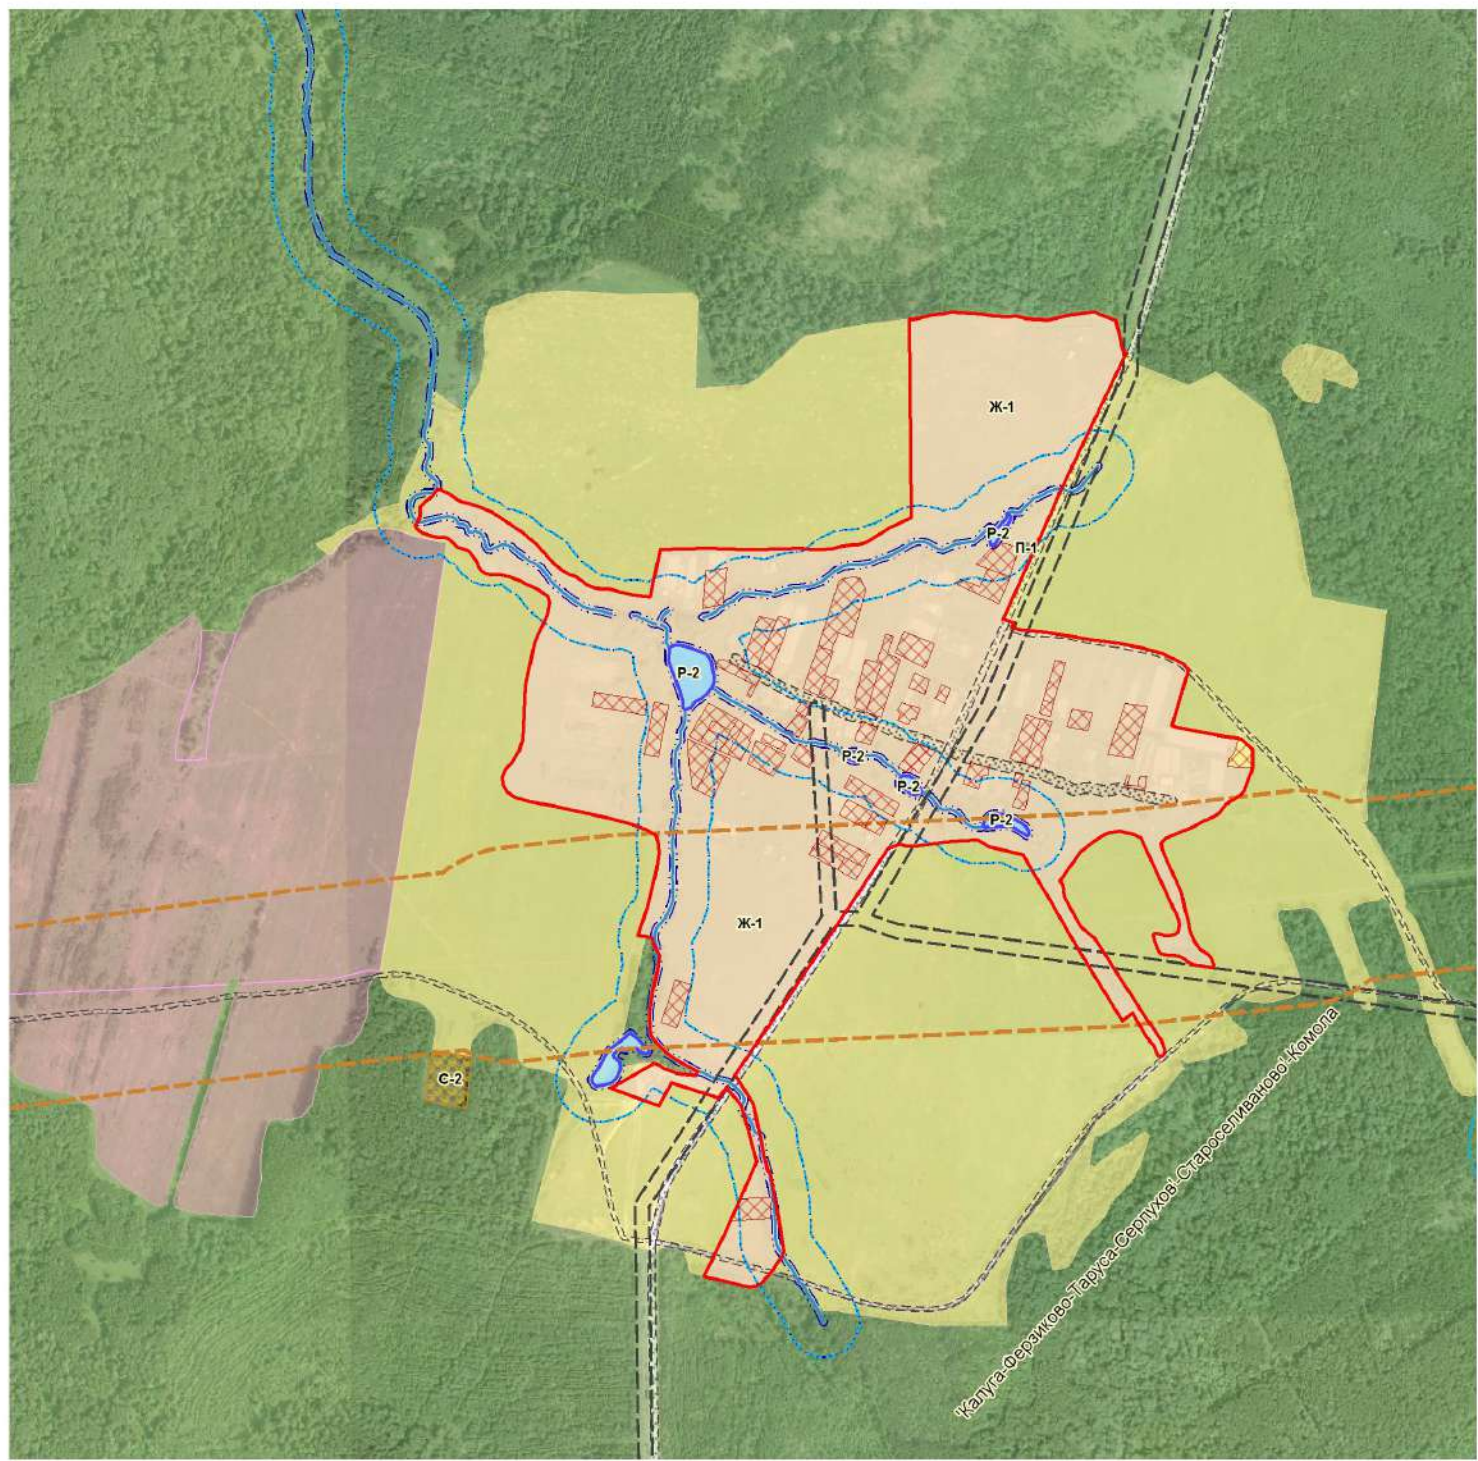 Ж-1
Р-2
П-1
Р-2
Р-2
Р-2
Р-2
Ж-1
С-2
'Калуга-Ферзиково-Таруса-Серпухов'-Староселиваново'-Комола